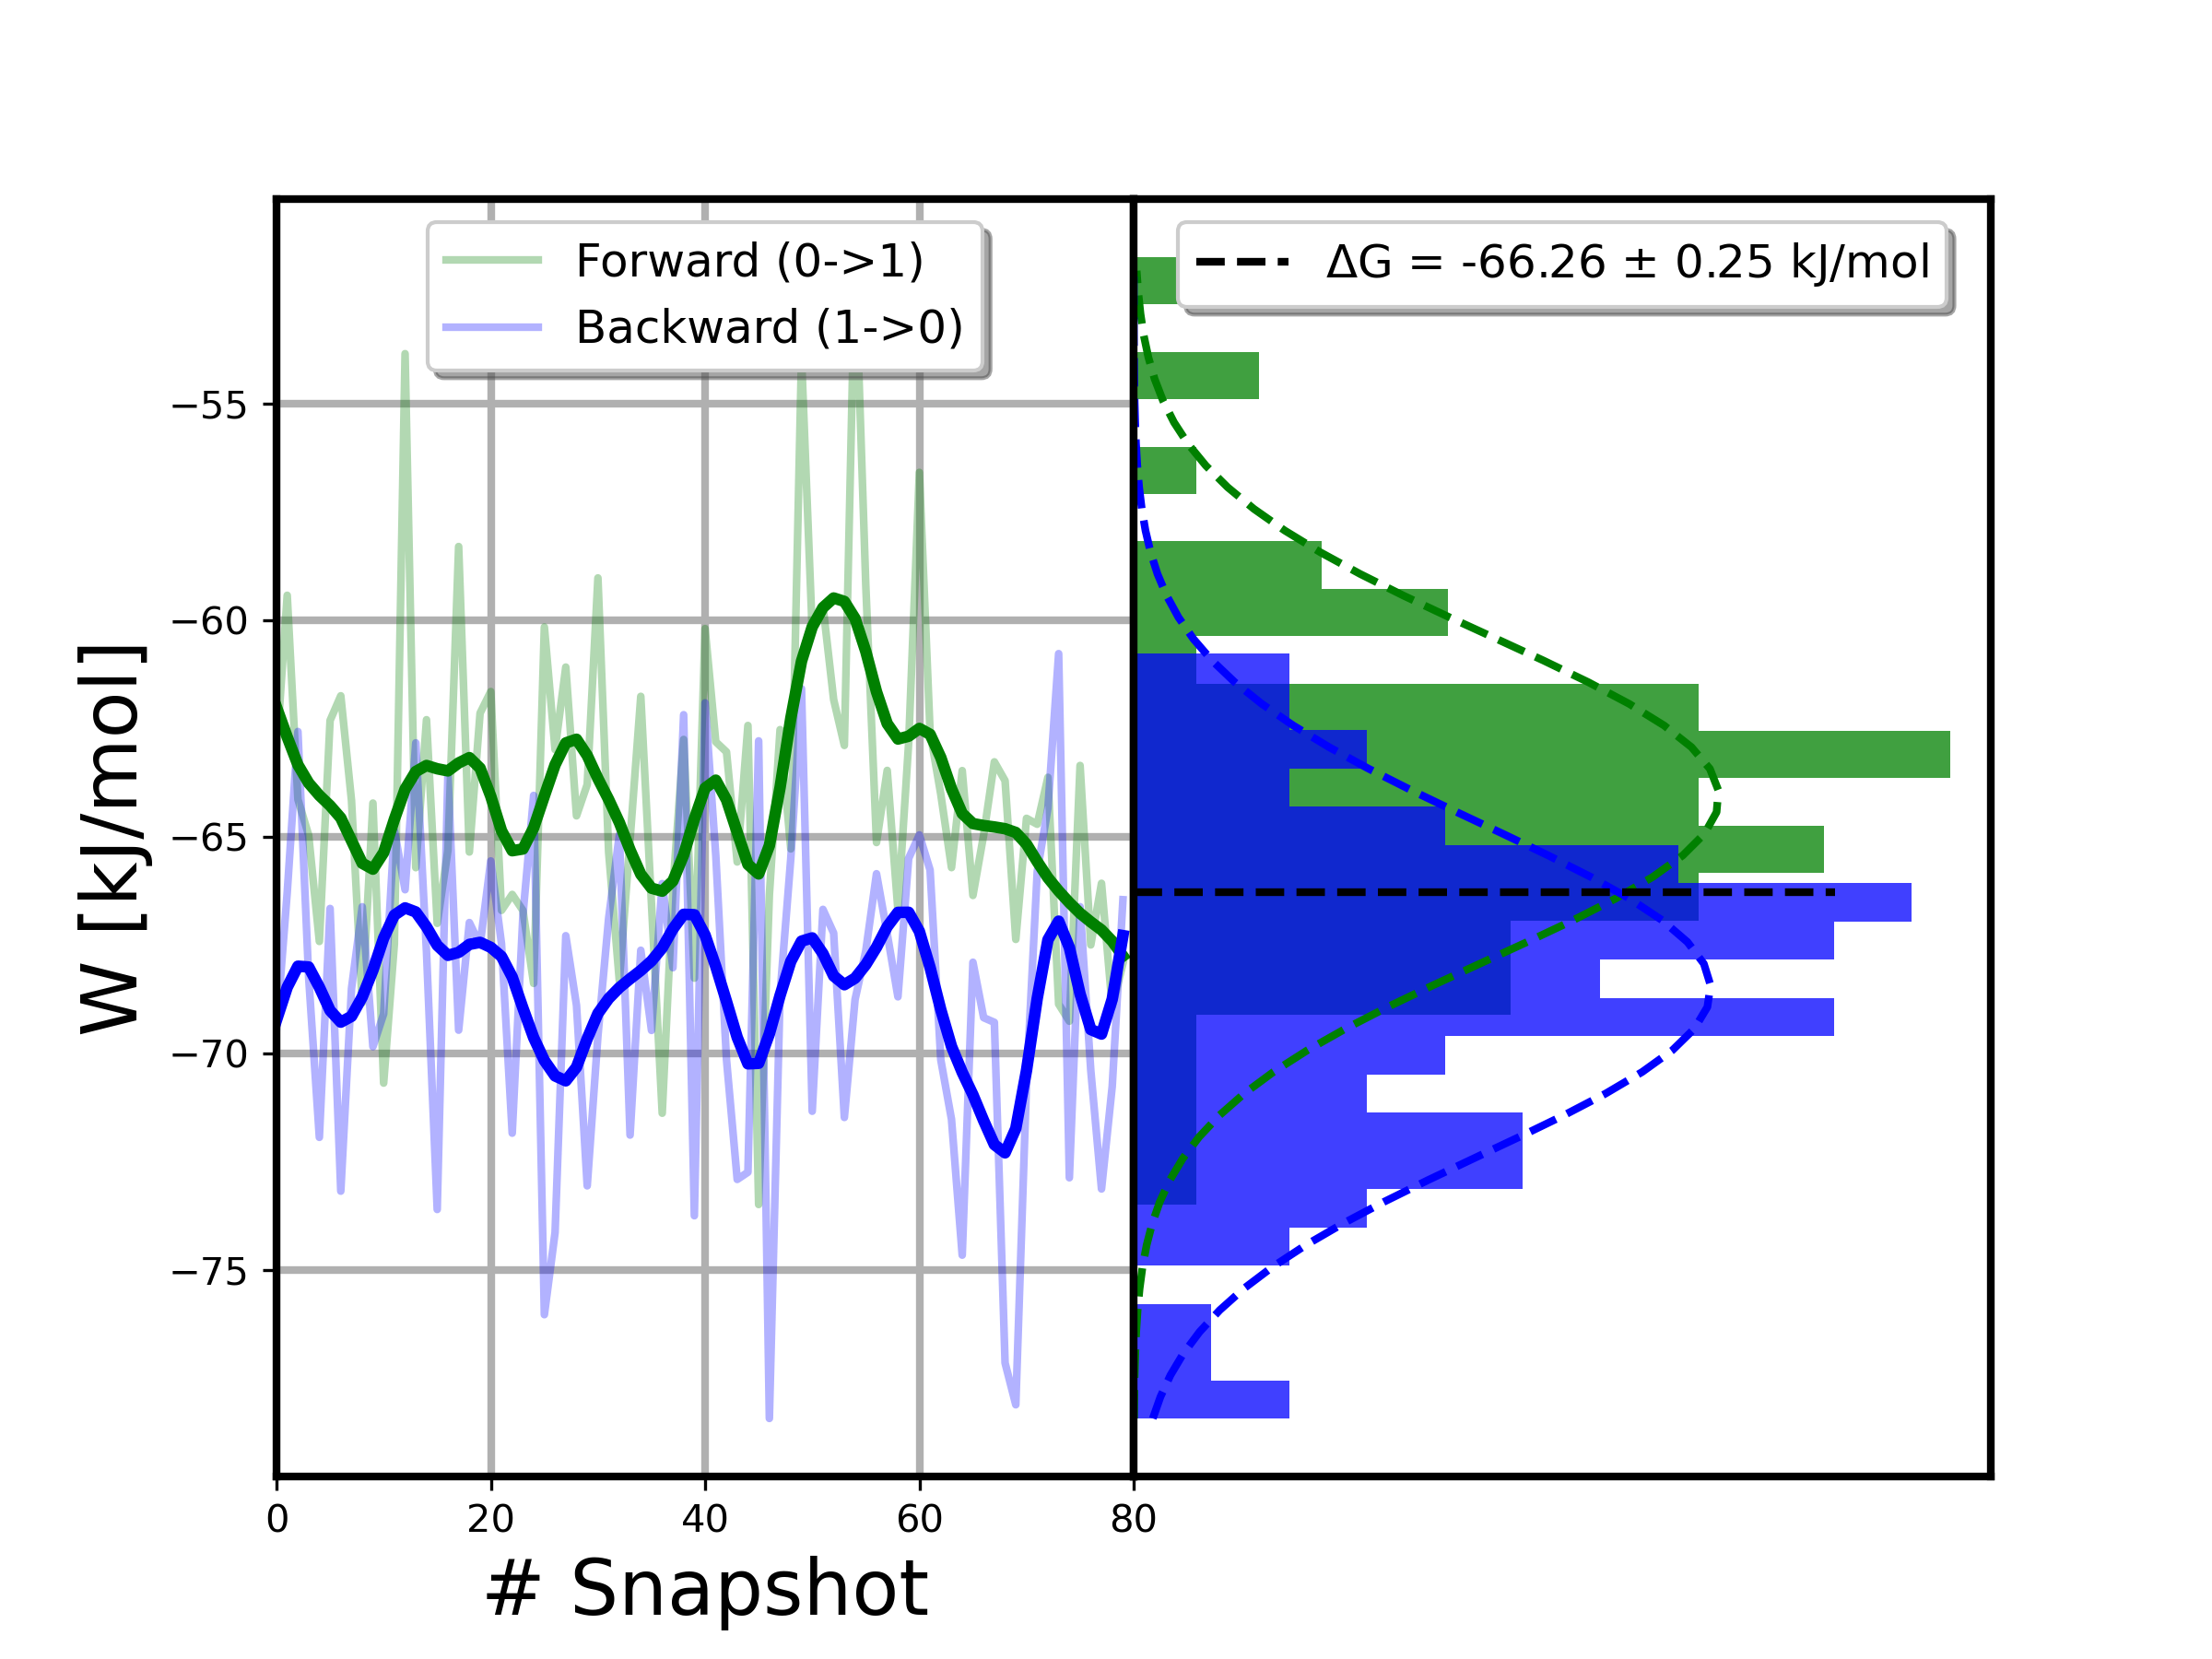 Forward (0->1)
Backward (1->0)
ΔG = -66.26 ± 0.25 kJ/mol
W [kJ/mol]
−55
−60
−65
−70
−75
0 20 40 60 80
# Snapshot